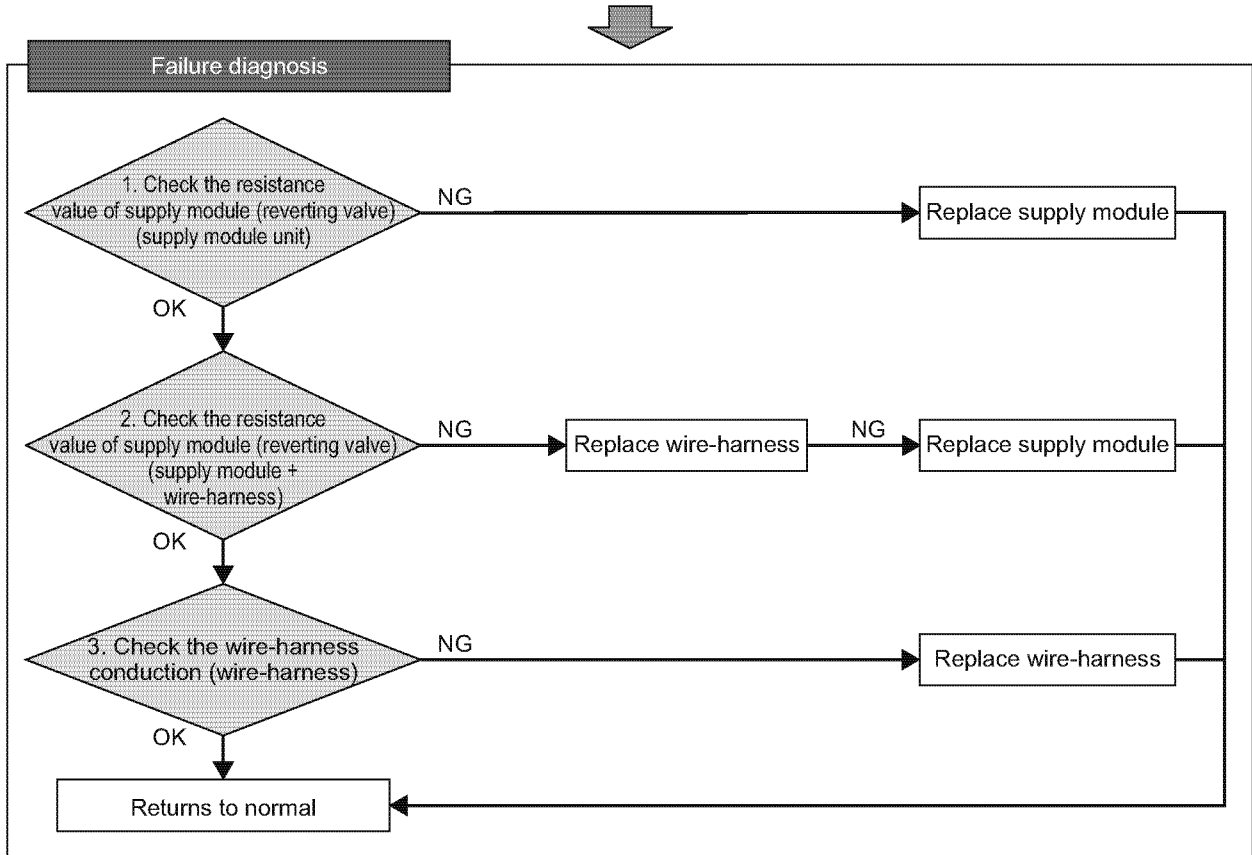 Failure diagnosis
1. Check the resistance
value of supply module (reverting valve)
(supply module unit)
NG
Replace supply module
OK
2. Check the resistance
value of supply module (reverting valve)
(supply module +
wire-harness)
NG
Replace wire-harness
NG
Replace supply module
OK
3. Check the wire-harness
conduction (wire-harness)
NG
Replace wire-harness
OK
Returns to normal